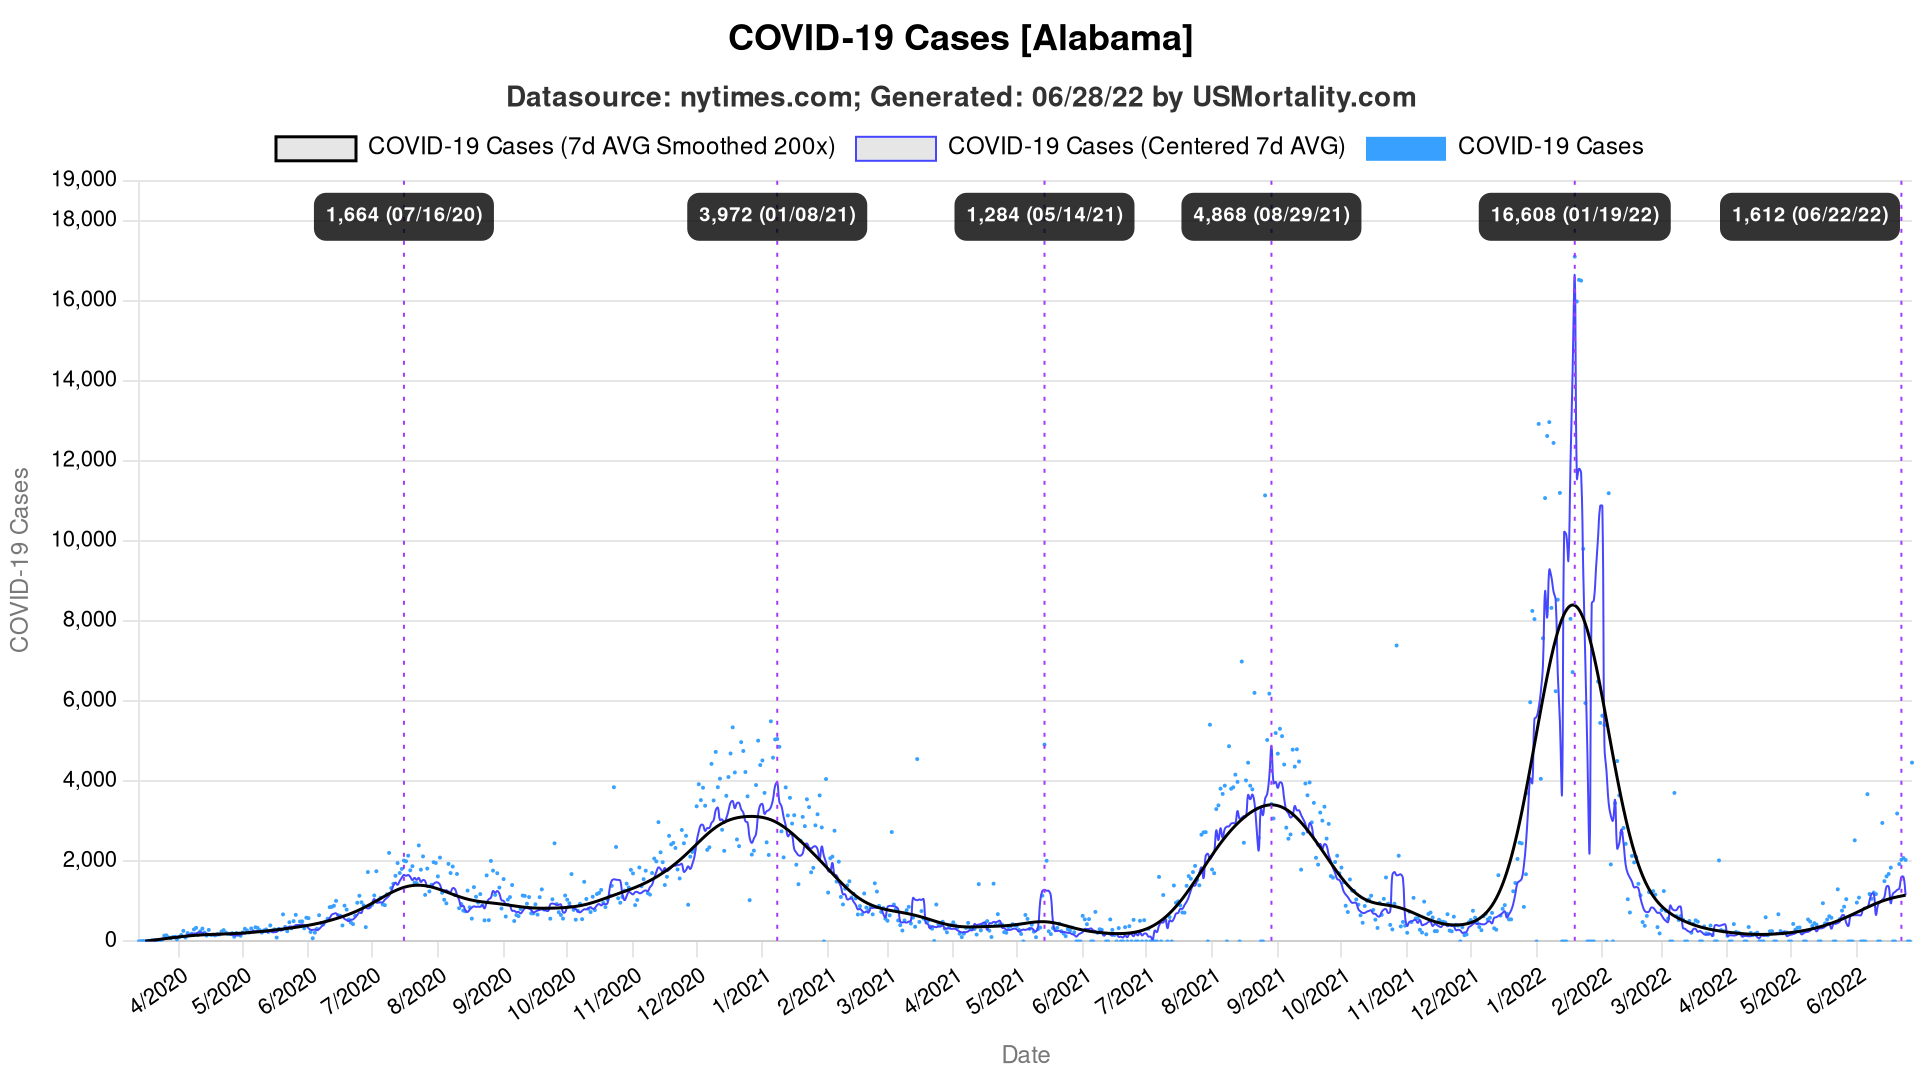 COVID-19 Cases [Alabama]
Datasource: nytimes.com; Generated: 06/28/22 by USMortality.com
COVID-19 Cases (7d AVG Smoothed 200x) COVID-19 Cases (Centered 7d AVG) COVID-19 Cases
19,000
18,000
16,000
14,000
12,000
10,000
8,000
6,000
4,000
2,000
0
COVID-19 Cases
1,664 (07/16/20) 3,972 (01/08/21) 1,284 (05/14/21) 4,868 (08/29/21) 16,608 (01/19/22) 1,612 (06/22/22)
4/2020 5/2020 6/2020 7/2020 8/2020 9/2020 10/2020 11/2020 12/2020 1/2021 2/2021 3/2021 4/2021 5/2021 6/2021 7/2021 8/2021 9/2021 10/2021 11/2021 12/2021 1/2022 2/2022 3/2022 4/2022 5/2022 6/2022
Date